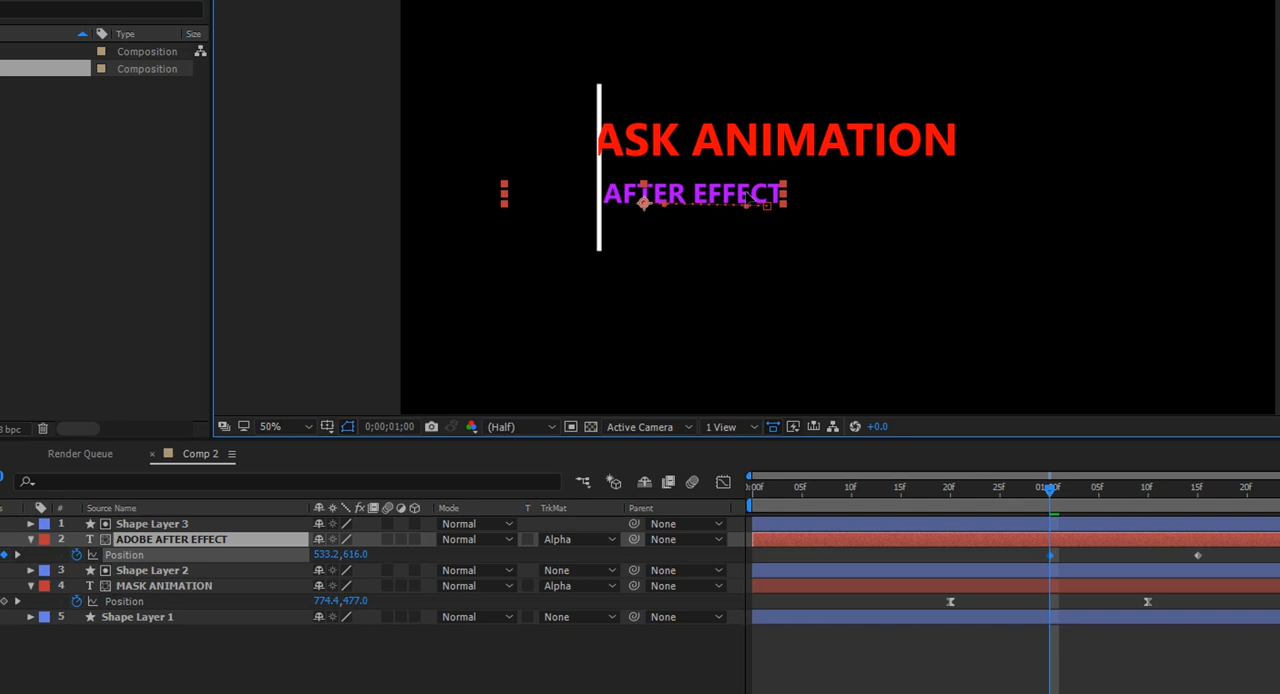 Type Size
Composition
Composition
ASK ANIMATION
AFTER EFFECT
3 bpc
50% 0;00;01;00 (Half) Active Camera 1 View +0.0
Render Queue × Comp 2
:00f 05f 10f 15f 20f 25f 01:00f 05f 10f 15f 20f
# Source Name fx Mode T TrkMat Parent
1 Shape Layer 3 Normal None
2 ADOBE AFTER EFFECT Normal Alpha None
Position 533.2,616.0
3 Shape Layer 2 Normal None None
4 MASK ANIMATION Normal Alpha None
Position 774.4,477.0
5 Shape Layer 1 Normal None None